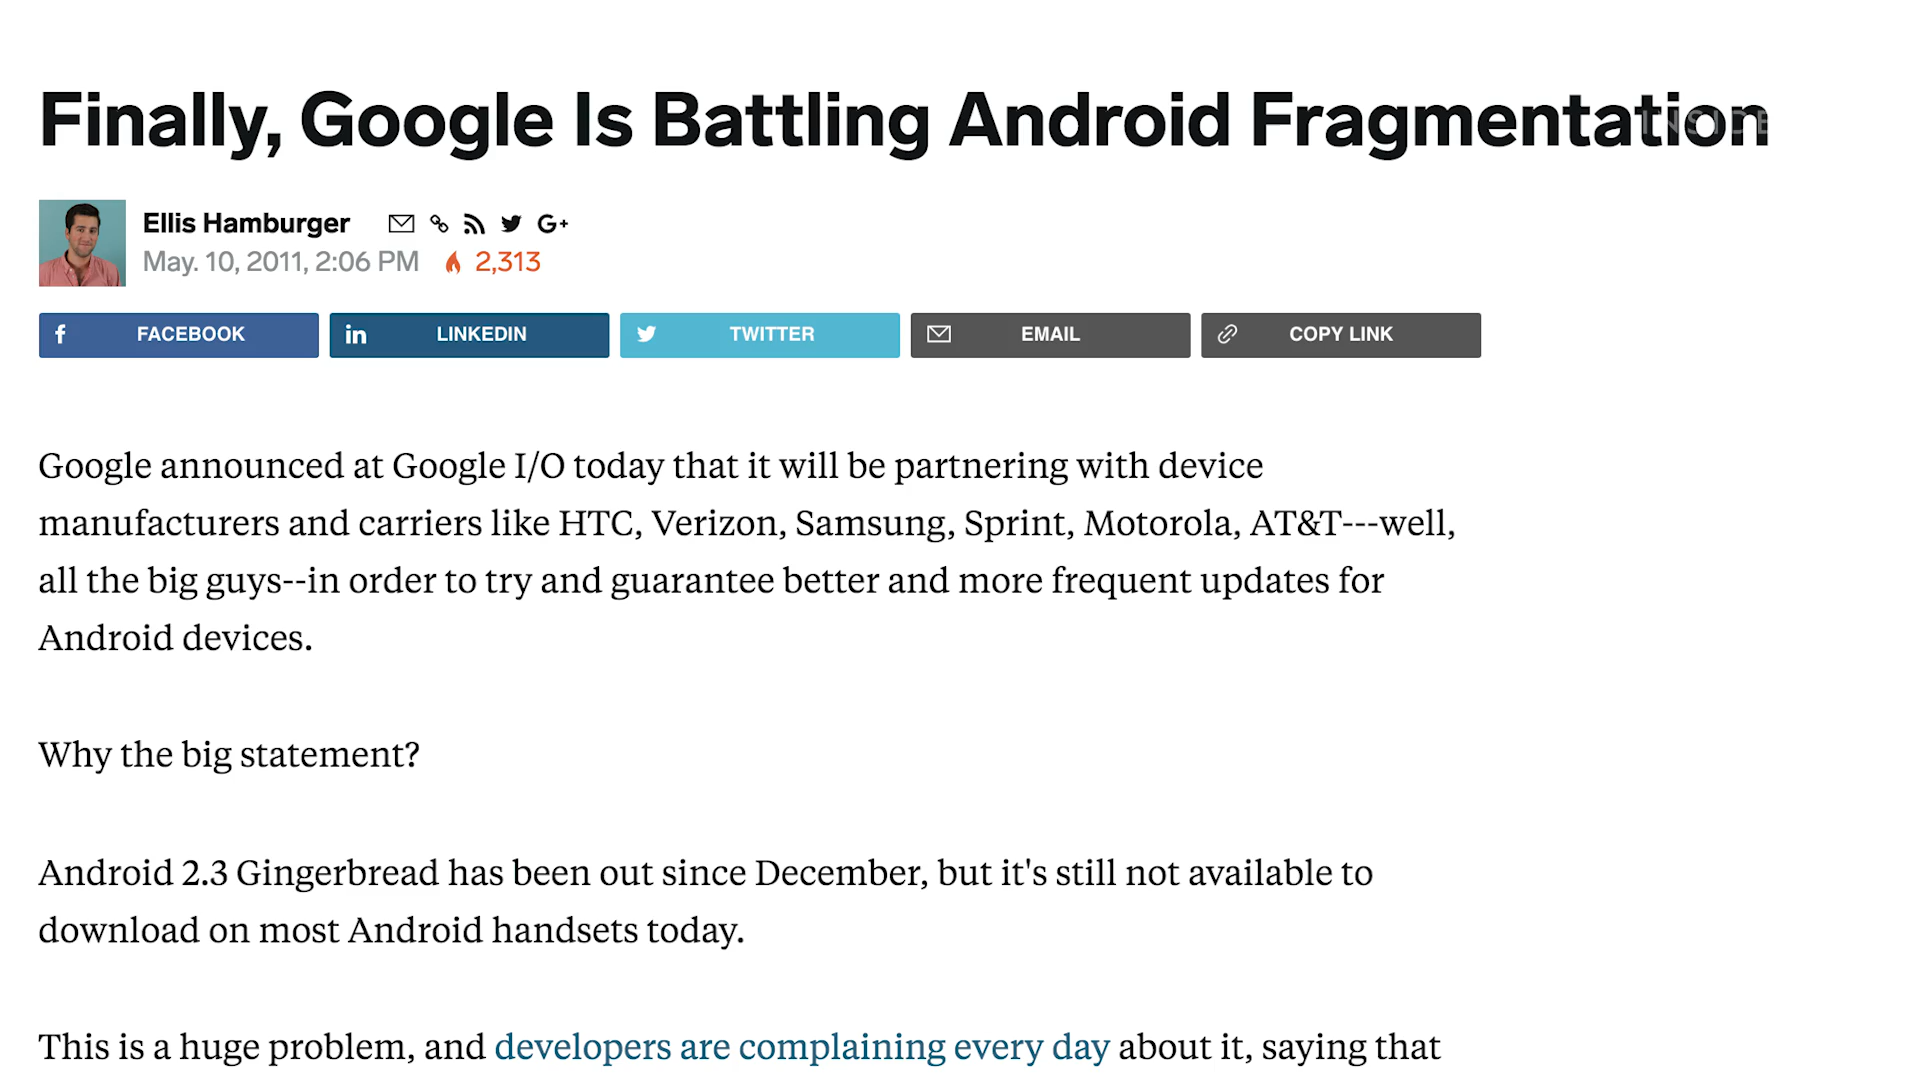 Finally, Google Is Battling Android Fragmentation
INSIDE
Ellis Hamburger G+
May. 10, 2011, 2:06 PM 2,313
f FACEBOOK in LINKEDIN TWITTER EMAIL COPY LINK
Google announced at Google I/O today that it will be partnering with device
manufacturers and carriers like HTC, Verizon, Samsung, Sprint, Motorola, AT&T---well,
all the big guys--in order to try and guarantee better and more frequent updates for
Android devices.
Why the big statement?
Android 2.3 Gingerbread has been out since December, but it's still not available to
download on most Android handsets today.
This is a huge problem, and developers are complaining every day about it, saying that